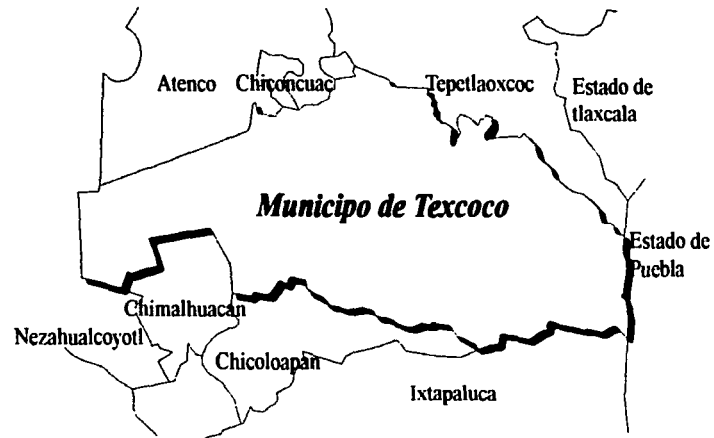 Atenco
Chiconcuac
Tepetlaoxcoc
Estado de
tlaxcala
Municipo de Texcoco
Estado de
Puebla
Chimalhuacan
Nezahualcoyotl
Chicoloapan
Ixtapaluca